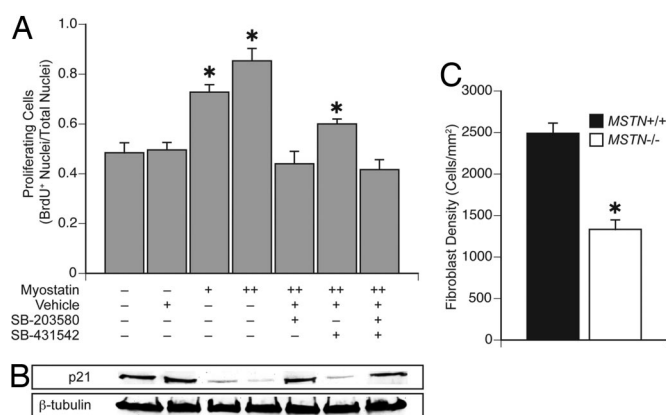 A
Proliferating Cells
(BrdU⁺ Nuclei/Total Nuclei)
1.0
0.8
0.6
0.4
0.2
0
*
*
*
Myostatin – – + ++ ++ ++ ++
Vehicle – + – – + + +
SB-203580 – – – – + – +
SB-431542 – – – – – + +
B
p21
β-tubulin
C
Fibroblast Density (Cells/mm²)
3000
2500
2000
1500
1000
500
0
MSTN+/+
MSTN-/-
*